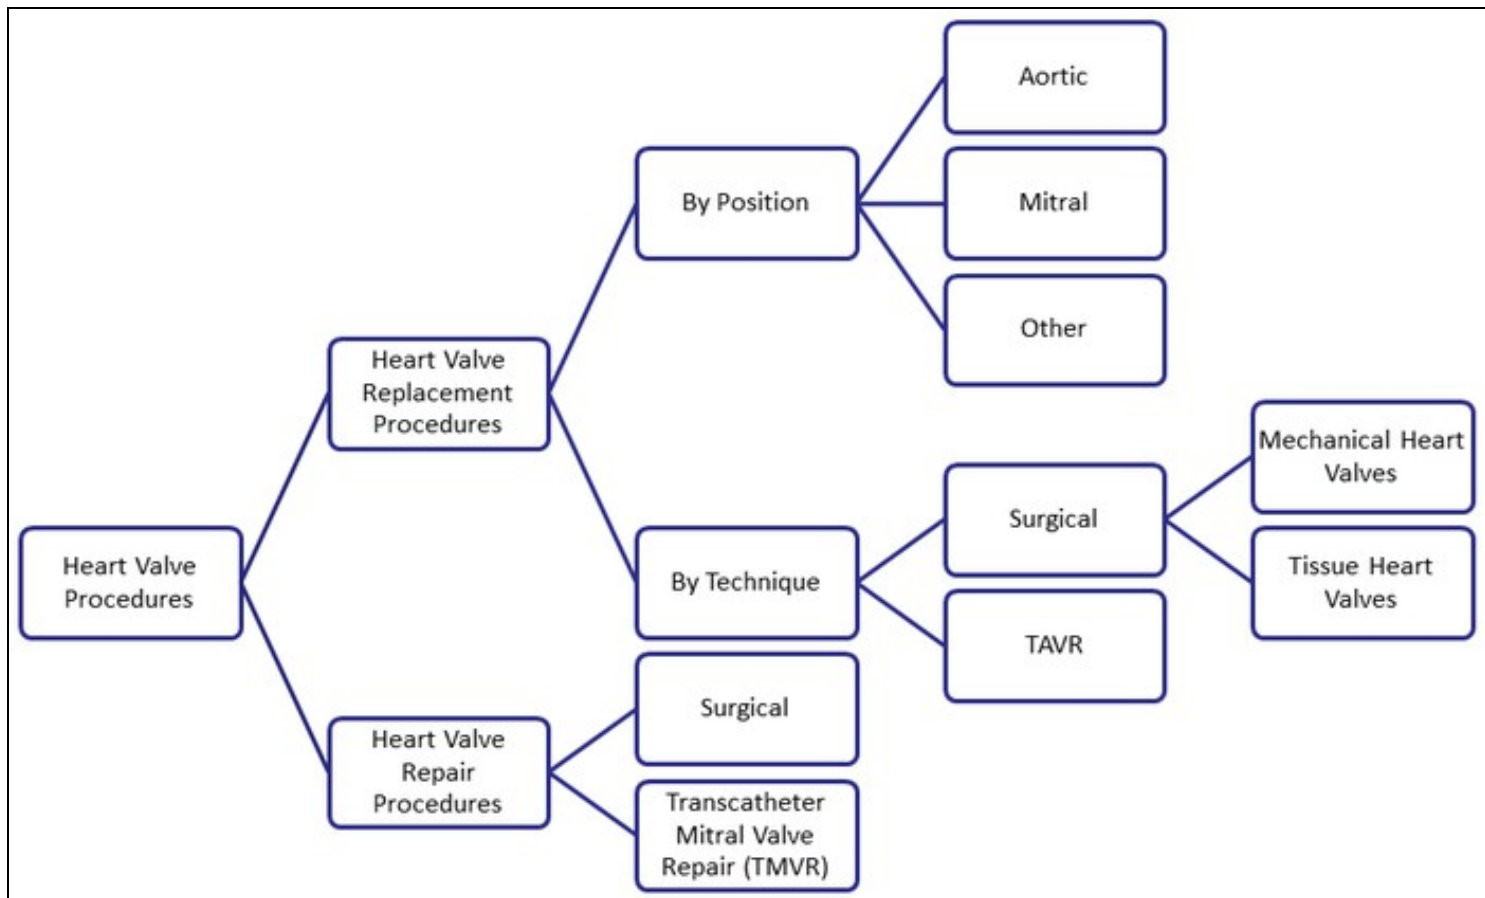 Aortic
By Position
Mitral
Other
Heart Valve
Replacement
Procedures
Mechanical Heart
Valves
Surgical
Heart Valve
Procedures
By Technique
Tissue Heart
Valves
TAVR
Surgical
Heart Valve
Repair
Procedures
Transcatheter
Mitral Valve
Repair (TMVR)